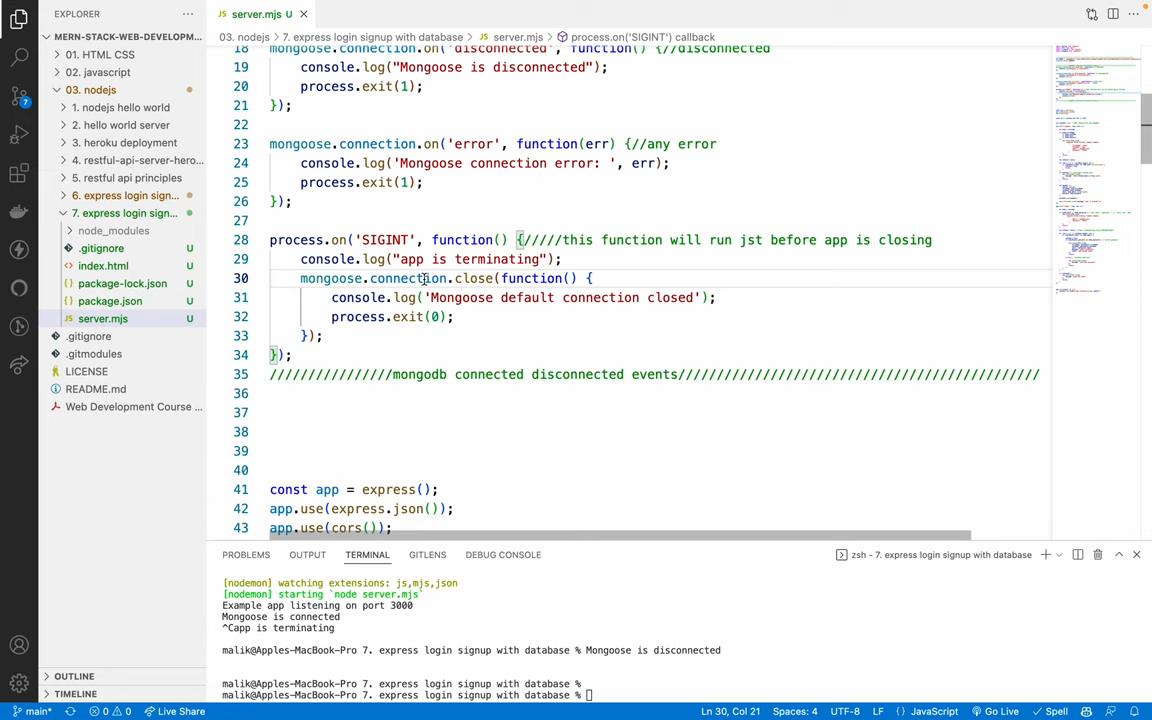 EXPLORER
···
server.mjs U
MERN-STACK-WEB-DEVELOPM...
03. nodejs > 7. express login signup with database > server.mjs > process.on('SIGINT') callback
01. HTML CSS
02. javascript
03. nodejs
1. nodejs hello world
2. hello world server
3. heroku deployment
4. restful-api-server-hero...
5. restful api principles
6. express login sign...
7. express login sign...
node_modules
.gitignore U
index.html U
package-lock.json U
package.json U
server.mjs U
.gitignore
.gitmodules
LICENSE
README.md
Web Development Course ...
OUTLINE
TIMELINE
7
18 mongoose.connection.on('disconnected', function() {//disconnected
19 console.log("Mongoose is disconnected");
20 process.exit(1);
21 });
22
23 mongoose.connection.on('error', function(err) {//any error
24 console.log('Mongoose connection error: ', err);
25 process.exit(1);
26 });
27
28 process.on('SIGINT', function() {/////this function will run jst before app is closing
29 console.log("app is terminating");
30 mongoose.connection.close(function() {
31 console.log('Mongoose default connection closed');
32 process.exit(0);
33 });
34 });
35 ////////////////mongodb connected disconnected events///////////////////////////////////////////////
36
37
38
39
40
41 const app = express();
42 app.use(express.json());
43 app.use(cors());
PROBLEMS OUTPUT TERMINAL GITLENS DEBUG CONSOLE
zsh - 7. express login signup with database
[nodemon] watching extensions: js,mjs,json
[nodemon] starting `node server.mjs`
Example app listening on port 3000
Mongoose is connected
^Capp is terminating
malik@Apples-MacBook-Pro 7. express login signup with database % Mongoose is disconnected
malik@Apples-MacBook-Pro 7. express login signup with database %
malik@Apples-MacBook-Pro 7. express login signup with database %
main* 0 0 Live Share Ln 30, Col 21 Spaces: 4 UTF-8 LF {} JavaScript Go Live Spell